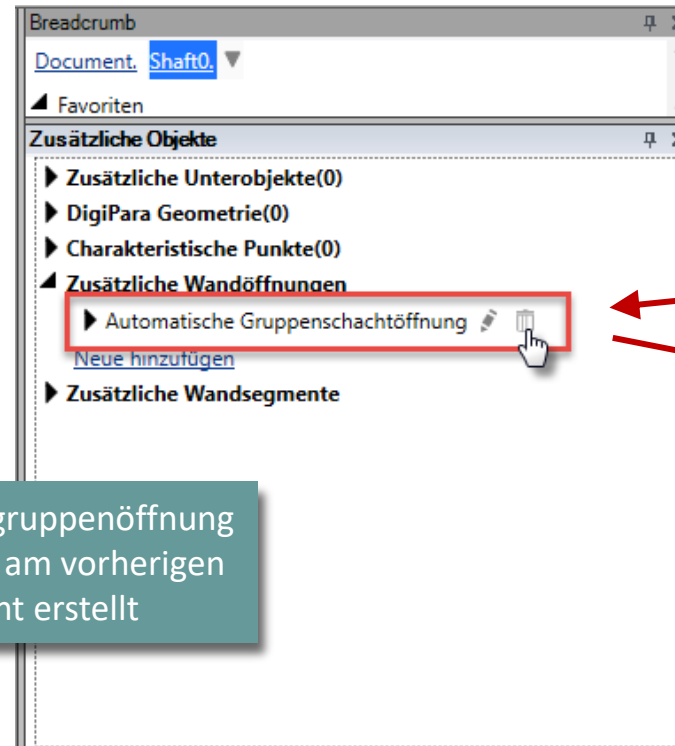 Breadcrumb
Document. Shaft0.
Favoriten
Zusätzliche Objekte
Zusätzliche Unterobjekte(0)
DigiPara Geometrie(0)
Charakteristische Punkte(0)
Zusätzliche Wandöffnungen
Automatische Gruppenschachtöffnung
Neue hinzufügen
Zusätzliche Wandsegmente
gruppenöffnung
am vorherigen
erstellt